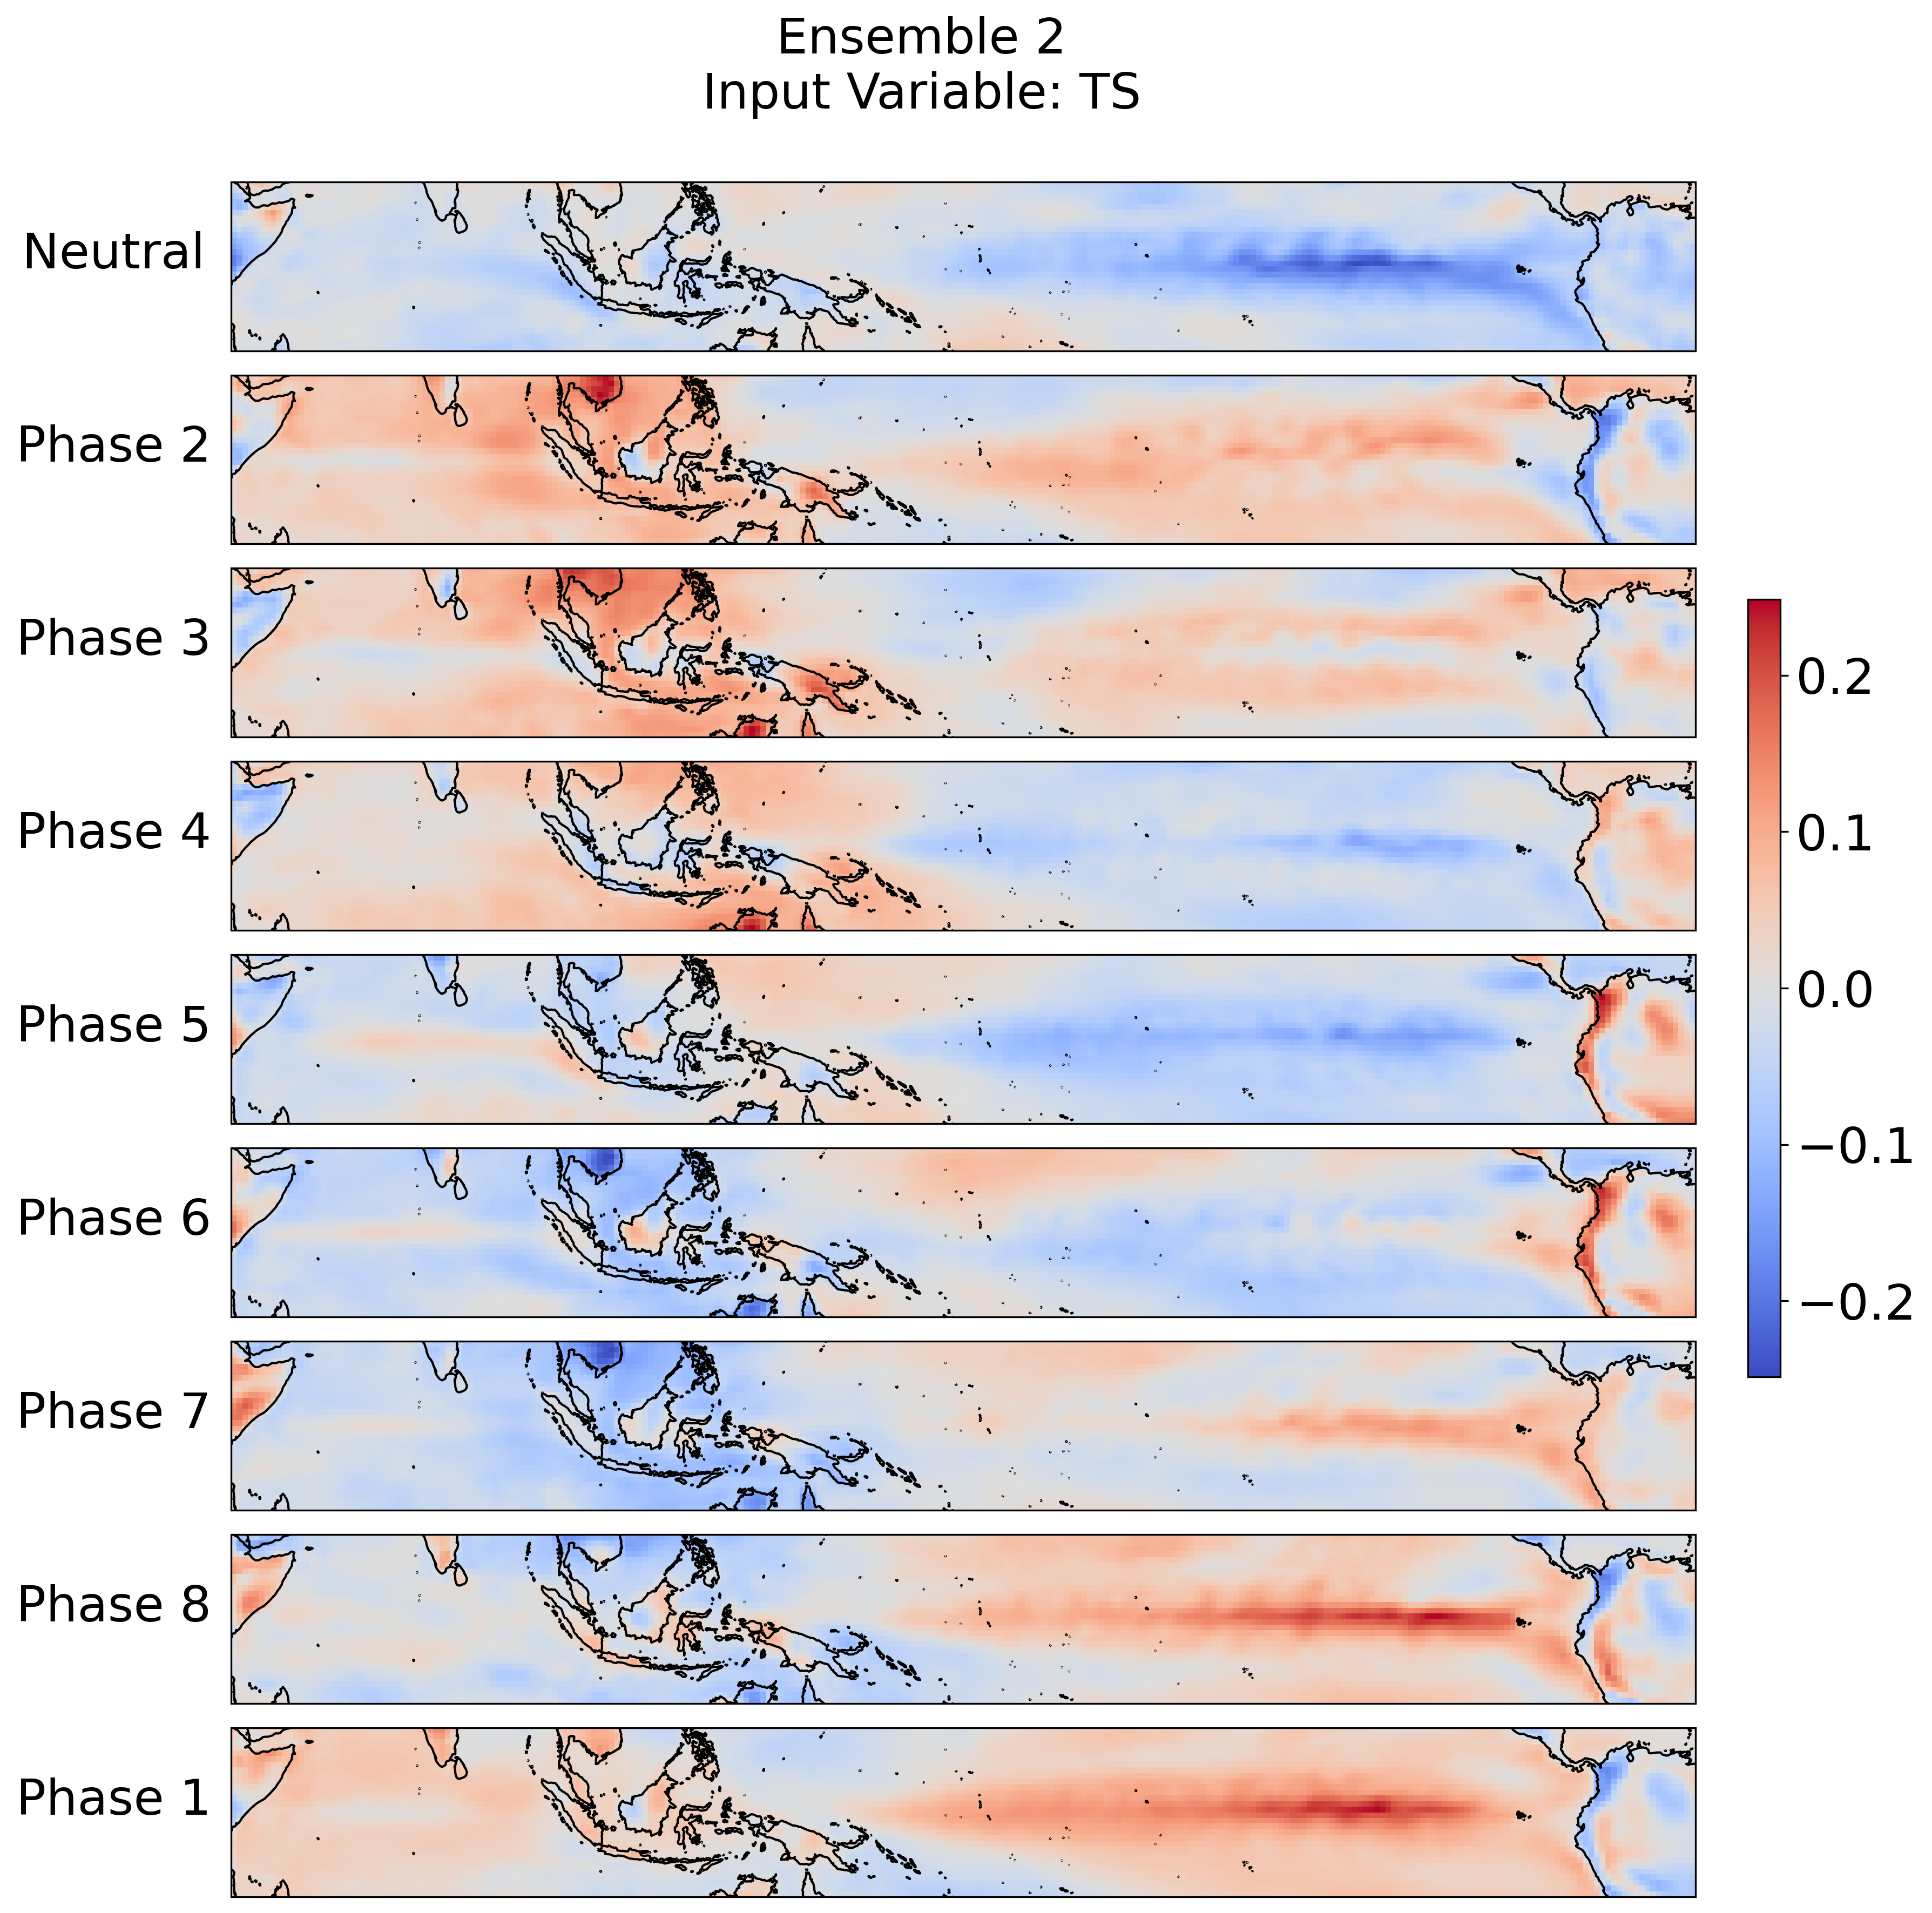 Ensemble 2
Input Variable: TS
Neutral
Phase 2
Phase 3
Phase 4
Phase 5
Phase 6
Phase 7
Phase 8
Phase 1
0.2
0.1
0.0
−0.1
−0.2